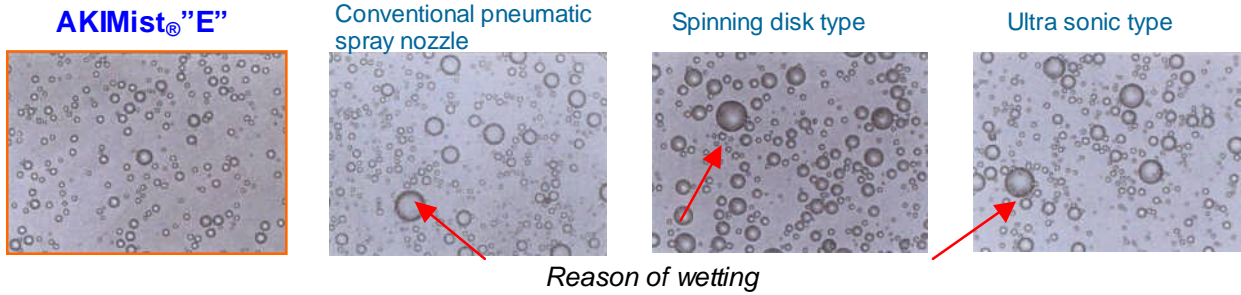 AKIMist®”E”
Conventional pneumatic
spray nozzle
Spinning disk type
Ultra sonic type
Reason of wetting